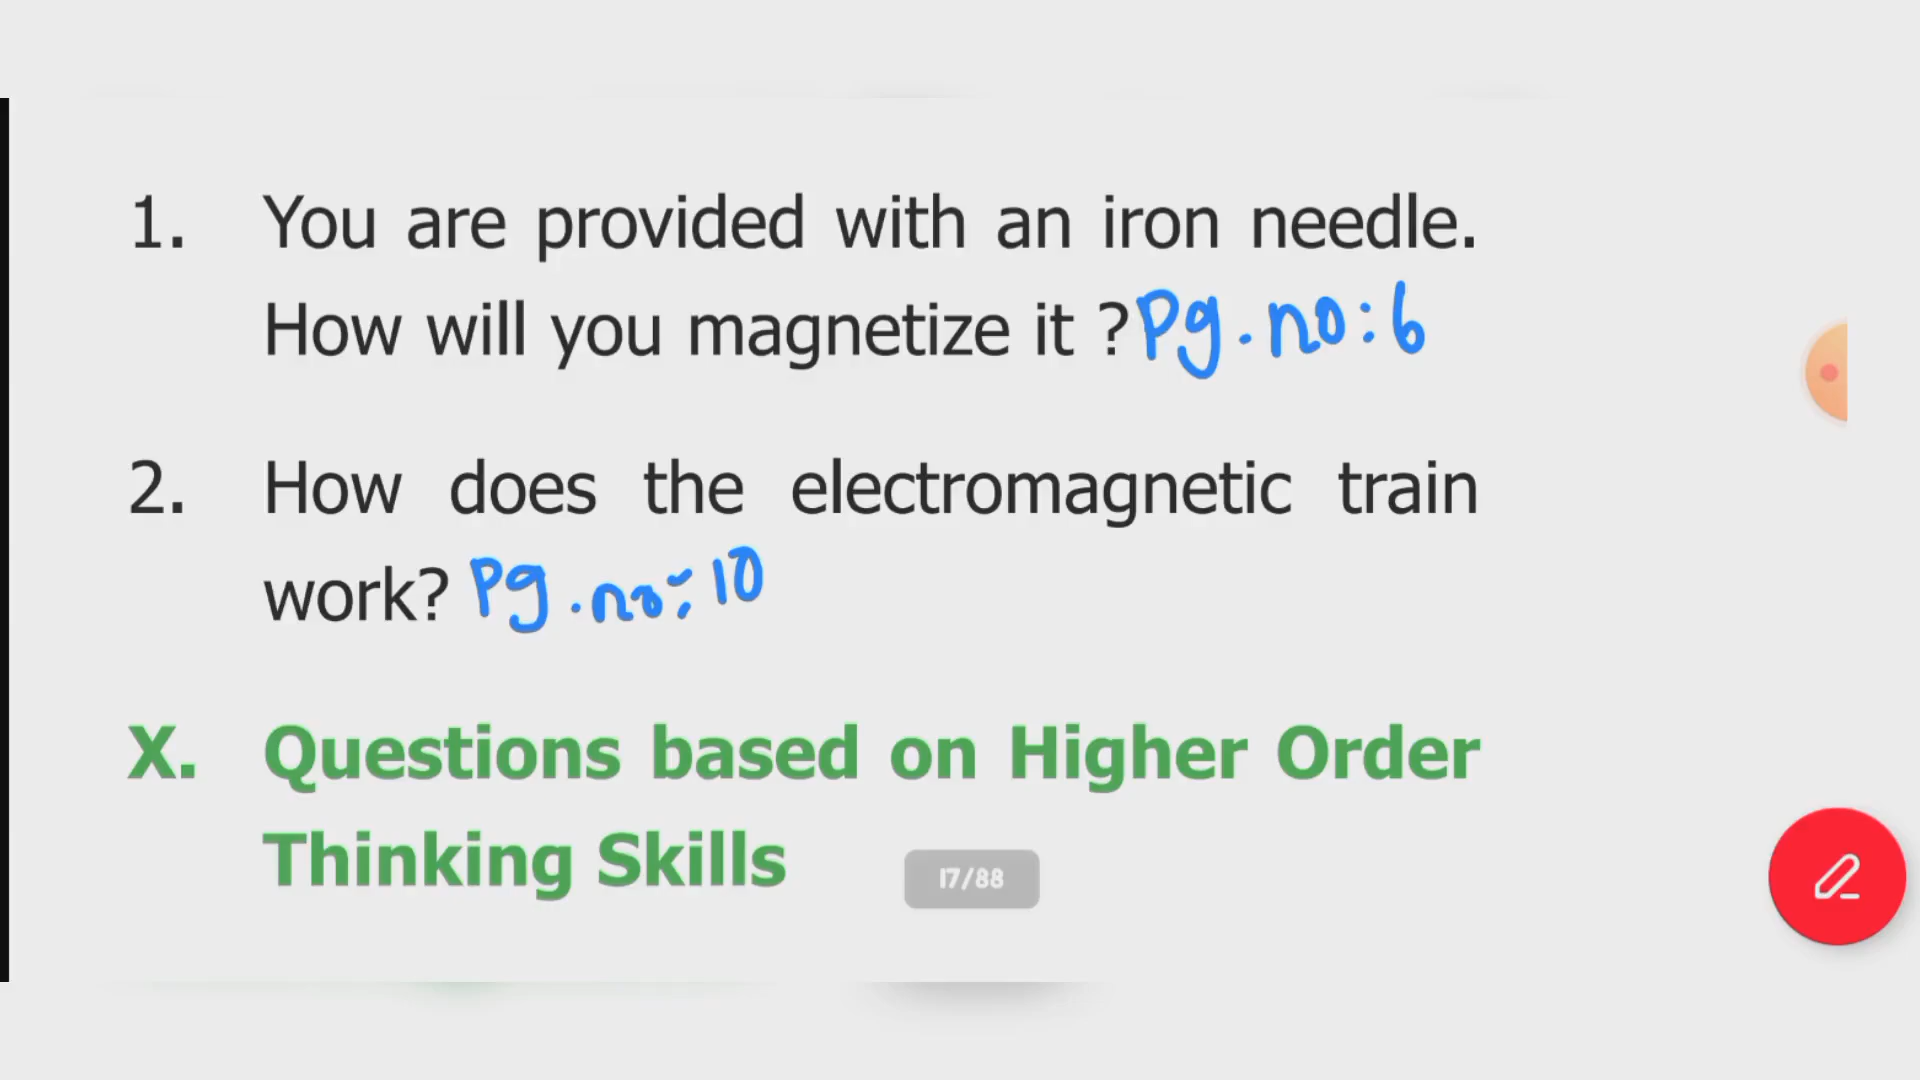 1. You are provided with an iron needle.
How will you magnetize it ? Pg.no:6
2. How does the electromagnetic train
work? Pg.no:10
X. Questions based on Higher Order
Thinking Skills
17/88